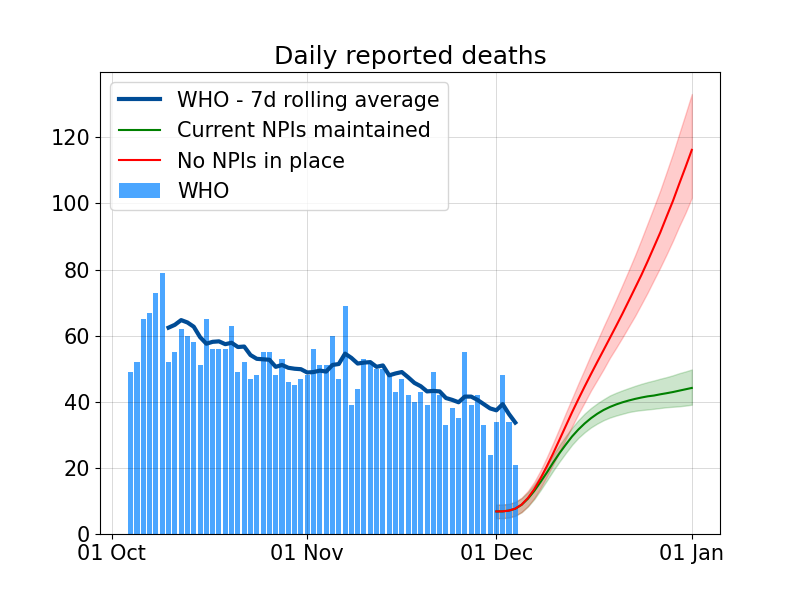 Daily reported deaths
WHO - 7d rolling average
Current NPIs maintained
No NPIs in place
WHO
120
100
80
60
40
20
0
01 Oct
01 Nov
01 Dec
01 Jan